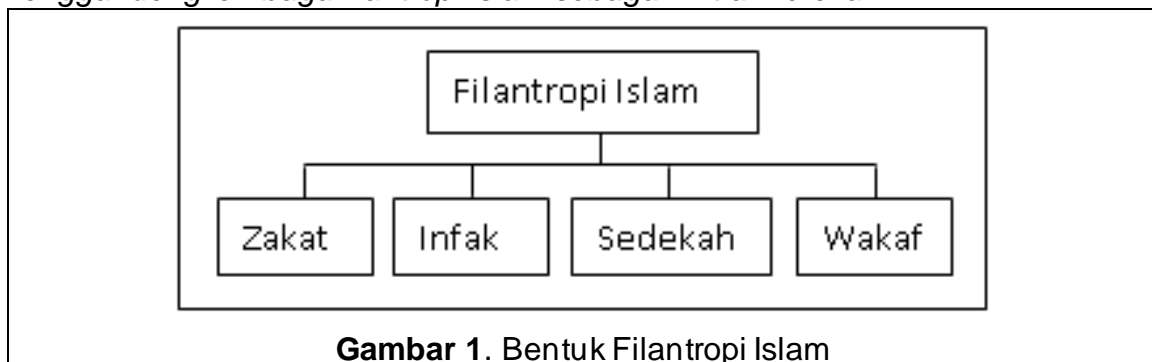 Filantropi Islam
Zakat Infak Sedekah Wakaf
Gambar 1. Bentuk Filantropi Islam